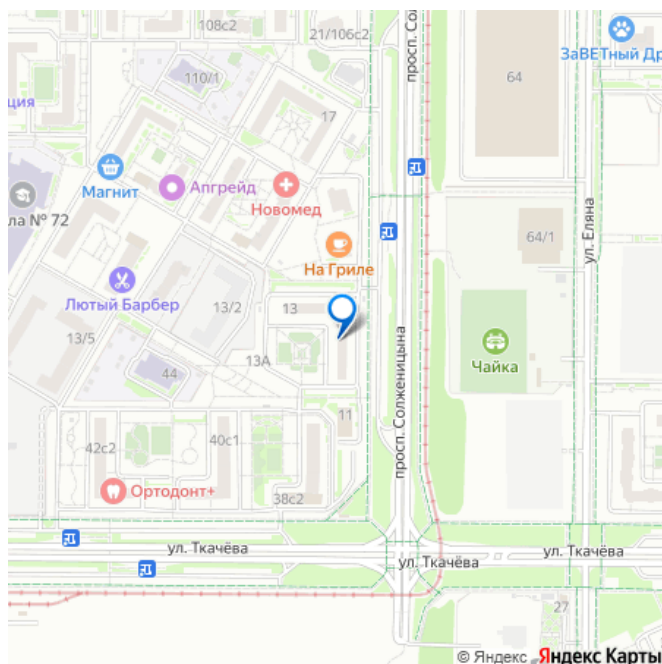 108с2
21/106с2
просп. Сол
64
ЗаВЕТный Др
110/1
ция
17
Магнит
Апгрейд
Новомед
ла № 72
64/1
ул. Еляна
На Гриле
Лютый Барбер
13/2
13
13/5
13А
44
просп. Солженицына
Чайка
11
42с2
40с1
Ортодонт+
38с2
ул. Ткачёва
ул. Ткачёва
ул. Ткачёва
27
© Яндекс Яндекс Карты